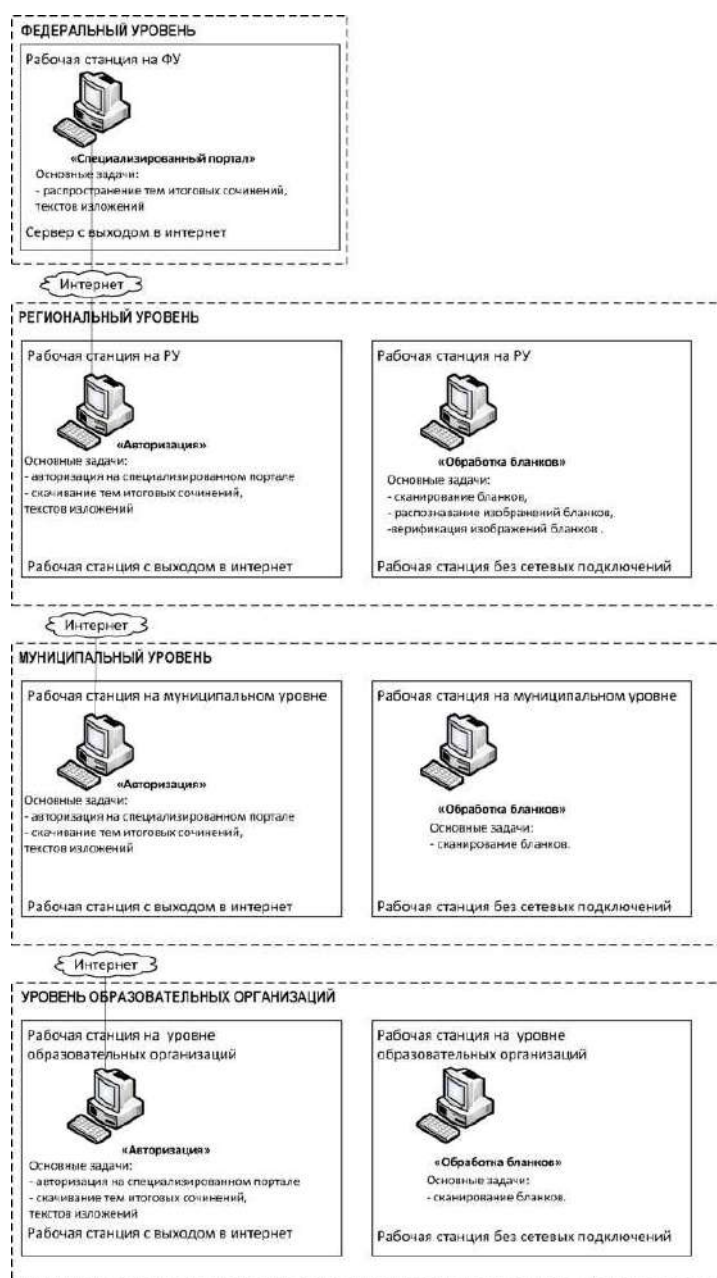 ФЕДЕРАЛЬНЫЙ УРОВЕНЬ
Рабочая станция на ФУ
«Специализированный портал»
Основные задачи:
- распространение тем итоговых сочинений,
текстов изложений
Сервер с выходом в интернет
Интернет
РЕГИОНАЛЬНЫЙ УРОВЕНЬ
Рабочая станция на РУ
«Авторизация»
Основные задачи:
- авторизация на специализированном портале
- скачивание тем итоговых сочинений,
текстов изложений
Рабочая станция с выходом в интернет
Рабочая станция на РУ
«Обработка бланков»
Основные задачи:
- сканирование бланков,
- распознавание изображений бланков,
-верификация изображений бланков .
Рабочая станция без сетевых подключений
Интернет
МУНИЦИПАЛЬНЫЙ УРОВЕНЬ
Рабочая станция на муниципальном уровне
«Авторизация»
Основные задачи:
- авторизация на специализированном портале
- скачивание тем итоговых сочинений,
текстов изложений
Рабочая станция с выходом в интернет
Рабочая станция на муниципальном уровне
«Обработка бланков»
Основные задачи:
- сканирование бланков.
Рабочая станция без сетевых подключений
Интернет
УРОВЕНЬ ОБРАЗОВАТЕЛЬНЫХ ОРГАНИЗАЦИЙ
Рабочая станция на уровне
образовательных организаций
«Авторизация»
Основные задачи:
- авторизация на специализированном портале
- скачивание тем итоговых сочинений,
текстов изложений
Рабочая станция с выходом в интернет
Рабочая станция на уровне
образовательных организаций
«Обработка бланков»
Основные задачи:
- сканирование бланков.
Рабочая станция без сетевых подключений